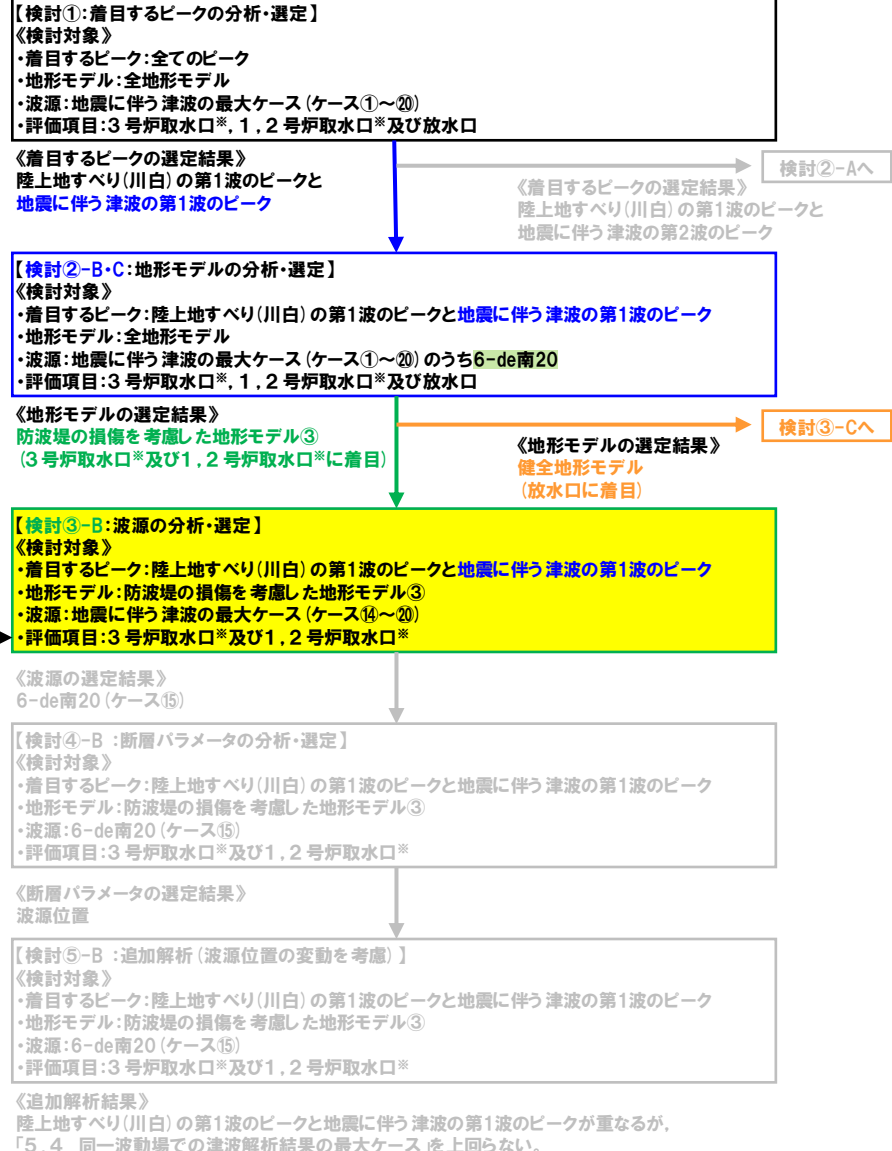 【検討①:着目するピークの分析・選定】
《検討対象》
・着目するピーク:全てのピーク
・地形モデル:全地形モデル
・波源:地震に伴う津波の最大ケース(ケース①～⑳)
・評価項目:3号炉取水口※,1,2号炉取水口※及び放水口
《着目するピークの選定結果》
陸上地すべり(川白)の第1波のピークと
地震に伴う津波の第1波のピーク
検討②-Aへ
《着目するピークの選定結果》
陸上地すべり(川白)の第1波のピークと
地震に伴う津波の第2波のピーク
【検討②-B・C:地形モデルの分析・選定】
《検討対象》
・着目するピーク:陸上地すべり(川白)の第1波のピークと地震に伴う津波の第1波のピーク
・地形モデル:全地形モデル
・波源:地震に伴う津波の最大ケース(ケース①～⑳)のうち6-de南20
・評価項目:3号炉取水口※,1,2号炉取水口※及び放水口
《地形モデルの選定結果》
防波堤の損傷を考慮した地形モデル③
(3号炉取水口※及び1,2号炉取水口※に着目)
検討③-Cへ
《地形モデルの選定結果》
健全地形モデル
(放水口に着目)
【検討③-B:波源の分析・選定】
《検討対象》
・着目するピーク:陸上地すべり(川白)の第1波のピークと地震に伴う津波の第1波のピーク
・地形モデル:防波堤の損傷を考慮した地形モデル③
・波源:地震に伴う津波の最大ケース(ケース⑭～⑳)
・評価項目:3号炉取水口※及び1,2号炉取水口※
《波源の選定結果》
6-de南20(ケース⑮)
【検討④-B :断層パラメータの分析・選定】
《検討対象》
・着目するピーク:陸上地すべり(川白)の第1波のピークと地震に伴う津波の第1波のピーク
・地形モデル:防波堤の損傷を考慮した地形モデル③
・波源:6-de南20(ケース⑮)
・評価項目:3号炉取水口※及び1,2号炉取水口※
《断層パラメータの選定結果》
波源位置
【検討⑤-B :追加解析(波源位置の変動を考慮)】
《検討対象》
・着目するピーク:陸上地すべり(川白)の第1波のピークと地震に伴う津波の第1波のピーク
・地形モデル:防波堤の損傷を考慮した地形モデル③
・波源:6-de南20(ケース⑮)
・評価項目:3号炉取水口※及び1,2号炉取水口※
《追加解析結果》
陸上地すべり(川白)の第1波のピークと地震に伴う津波の第1波のピークが重なるが,
「5.4 同一波動場での津波解析結果の最大ケース」を上回らない。